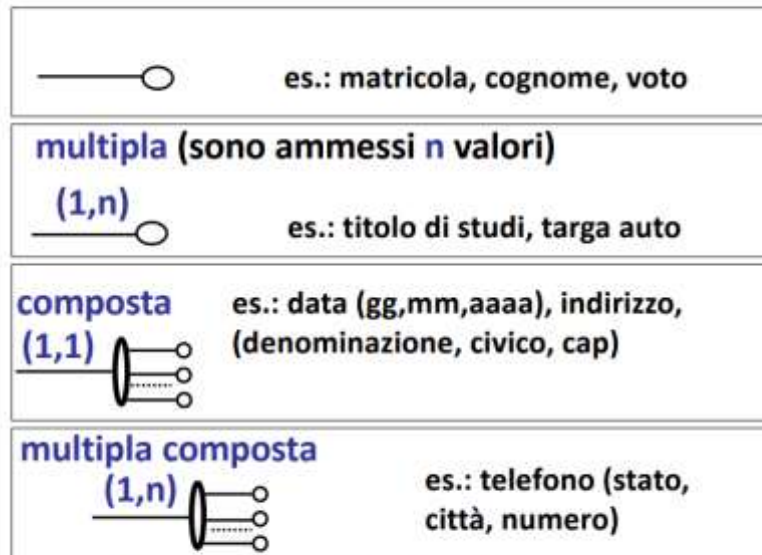 es.: matricola, cognome, voto
multipla (sono ammessi n valori)
(1,n)
es.: titolo di studi, targa auto
composta
(1,1)
es.: data (gg,mm,aaaa), indirizzo,
(denominazione, civico, cap)
multipla composta
(1,n)
es.: telefono (stato,
città, numero)